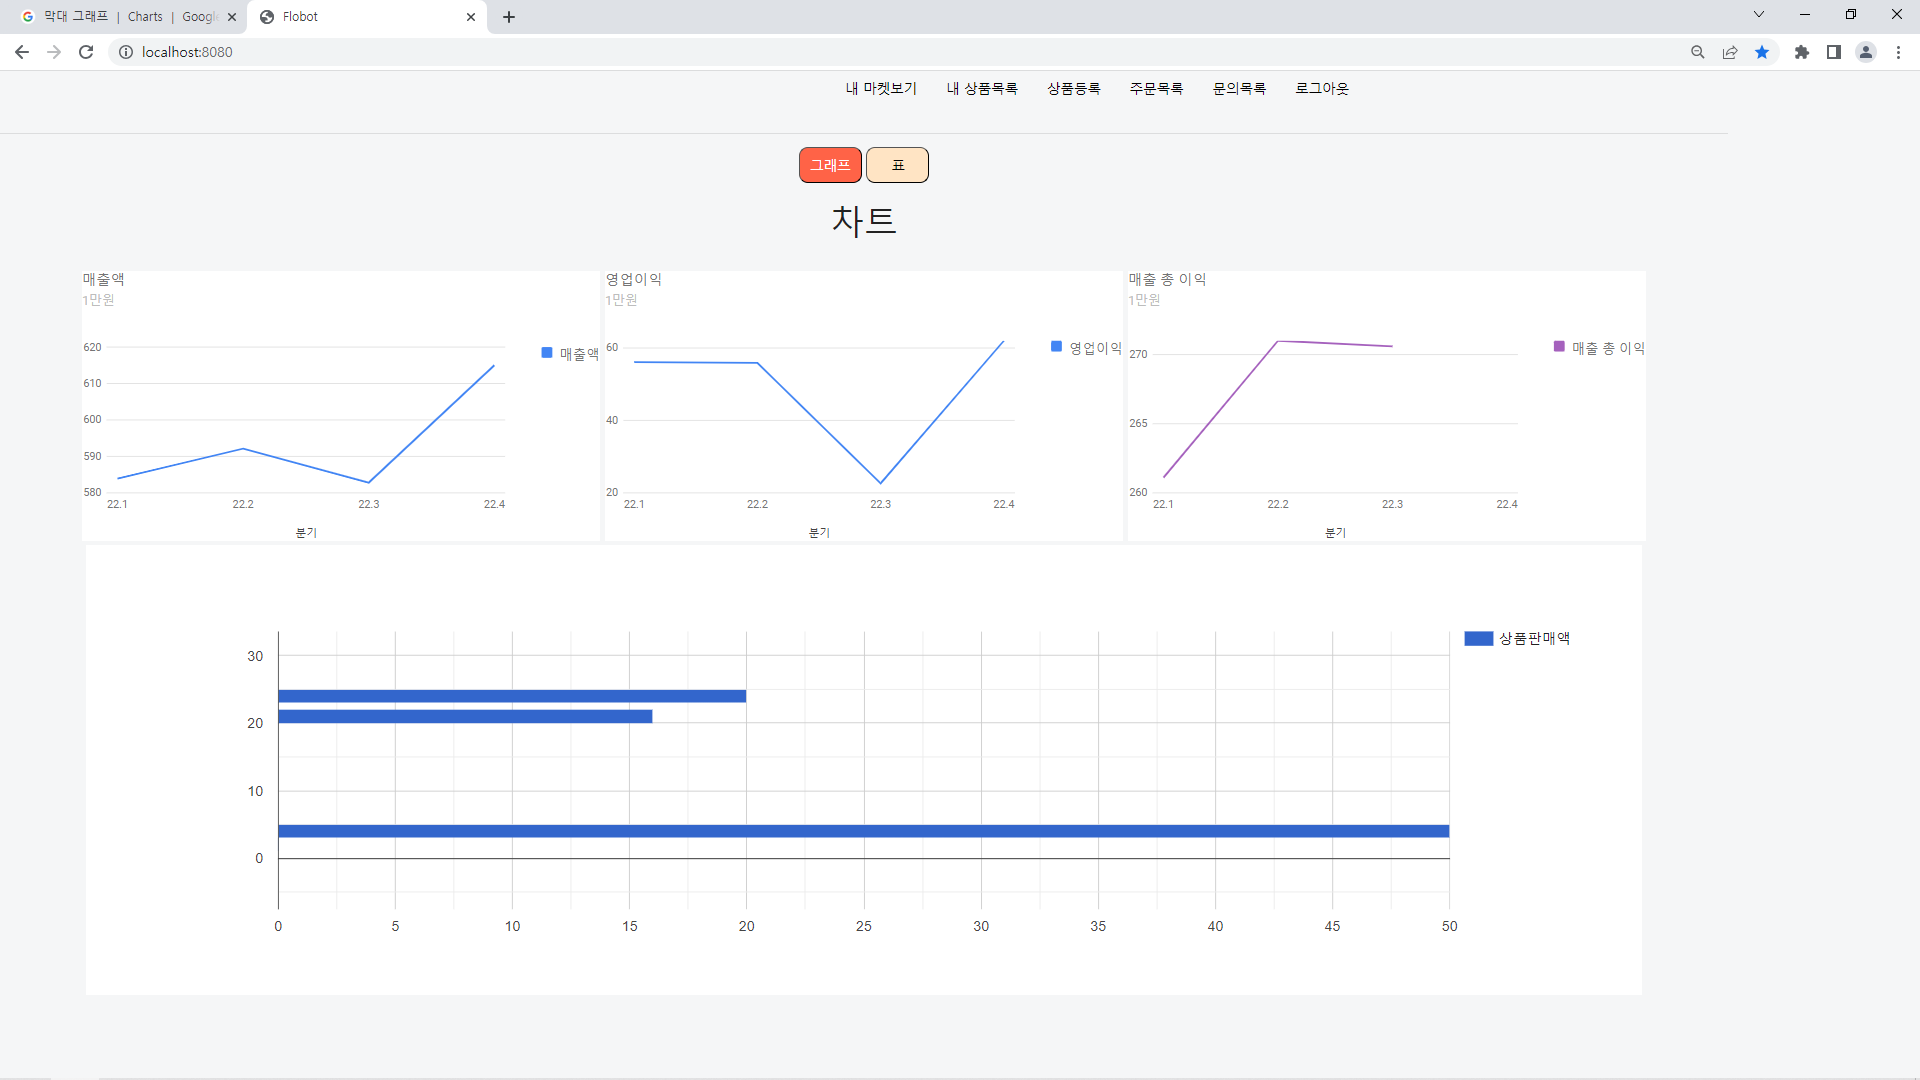 막대 그래프 | Charts | Googl
Flobot
localhost:8080
내 마켓보기 내 상품목록 상품등록 주문목록 문의목록 로그아웃
그래프 표
차트
매출액
1만원
620
610
600
590
580
22.1 22.2 22.3 22.4
분기
매출액
영업이익
1만원
60
40
20
22.1 22.2 22.3 22.4
분기
영업이익
매출 총 이익
1만원
270
265
260
22.1 22.2 22.3 22.4
분기
매출 총 이익
상품판매액
30
20
10
0
0 5 10 15 20 25 30 35 40 45 50